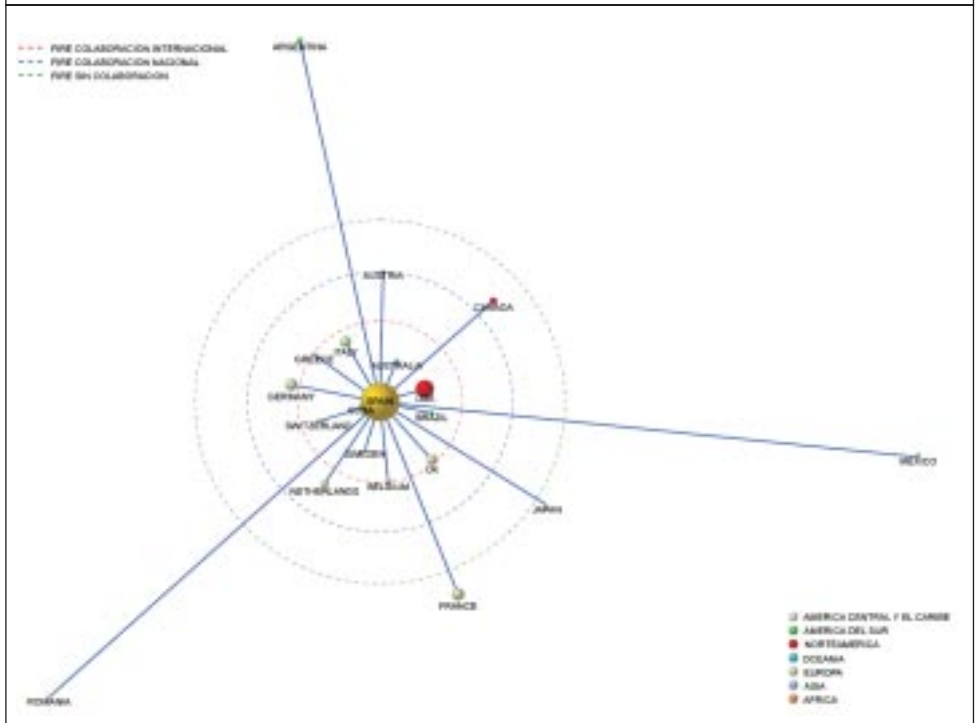 ARGENTINA
FIRE COLABORACION INTERNACIONAL
FIRE COLABORACION NACIONAL
FIRE SIN COLABORACION
AUSTRIA
CANADA
ITALY
GREECE
AUSTRALIA
GERMANY
USA
SPAIN
BRAZIL
SWITZERLAND
SWEDEN
UK
MEXICO
BELGIUM
NETHERLANDS
JAPAN
FRANCE
AMERICA CENTRAL Y EL CARIBE
AMERICA DEL SUR
NORTEAMERICA
OCEANIA
EUROPA
ASIA
AFRICA
ROMANIA